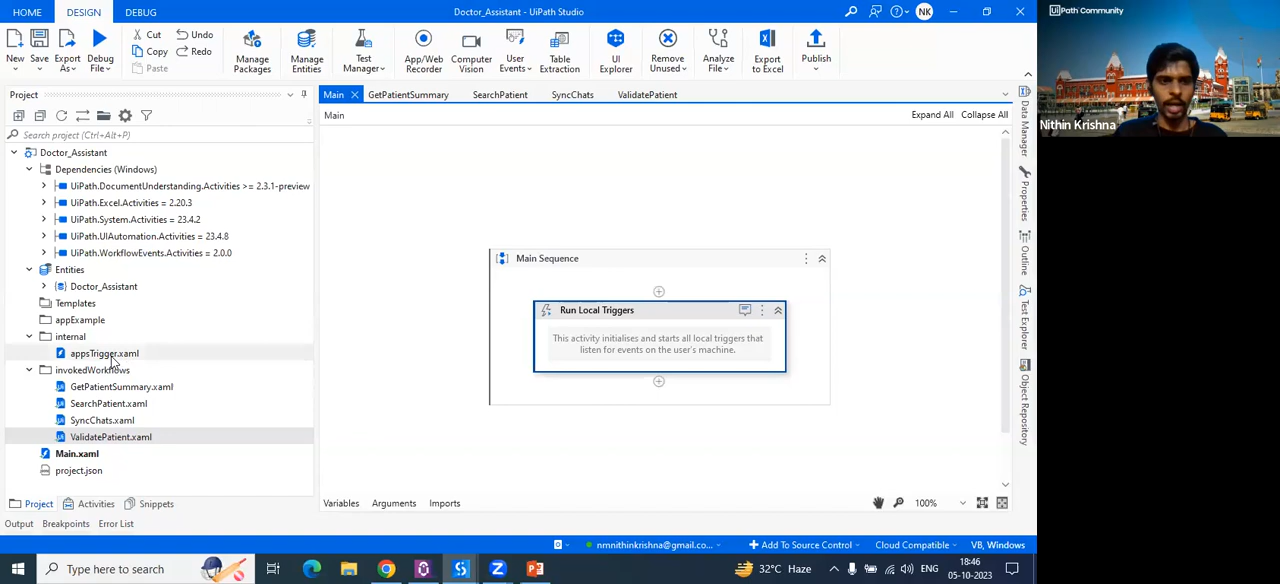 HOME DESIGN DEBUG Doctor_Assistant - UiPath Studio NK
New Save Export As Debug File Cut Copy Paste Undo Redo Manage Packages Manage Entities Test Manager App/Web Recorder Computer Vision User Events Table Extraction UI Explorer Remove Unused Analyze File Export to Excel Publish
Project
Search project (Ctrl+Alt+P)
Doctor_Assistant
Dependencies (Windows)
UiPath.DocumentUnderstanding.Activities >= 2.3.1-preview
UiPath.Excel.Activities = 2.20.3
UiPath.System.Activities = 23.4.2
UiPath.UIAutomation.Activities = 23.4.8
UiPath.WorkflowEvents.Activities = 2.0.0
Entities
Doctor_Assistant
Templates
appExample
internal
appsTrigger.xaml
invokedWorkflows
GetPatientSummary.xaml
SearchPatient.xaml
SyncChats.xaml
ValidatePatient.xaml
Main.xaml
project.json
Project Activities Snippets
Output Breakpoints Error List
Main GetPatientSummary SearchPatient SyncChats ValidatePatient
Main Expand All Collapse All
Main Sequence
Run Local Triggers
This activity initialises and starts all local triggers that
listen for events on the user's machine.
Variables Arguments Imports 100%
Data Manager
Properties
Outline
Test Explorer
Object Repository
nmnithinkrishna@gmail.co... Add To Source Control Cloud Compatible VB, Windows
Type here to search 32°C Haze ENG 18:46
05-10-2023
UiPath Community
Nithin Krishna